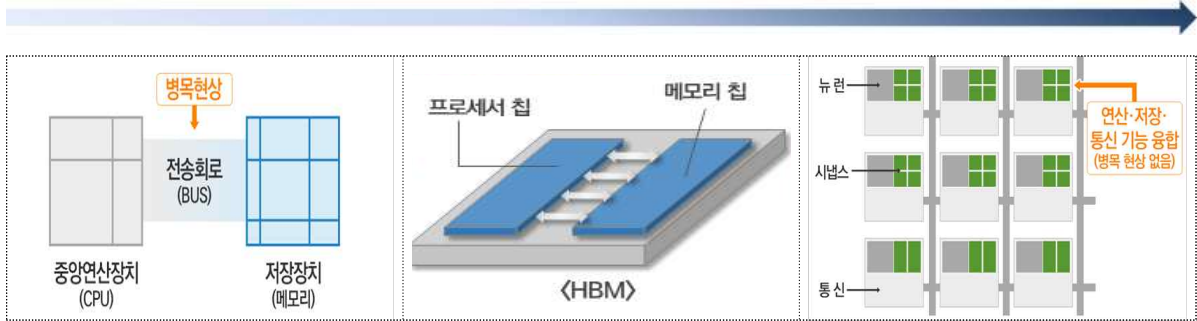 병목현상
전송회로
(BUS)
중앙연산장치
(CPU)
저장장치
(메모리)
프로세서 칩
메모리 칩
〈HBM〉
뉴런
시냅스
통신
연산·저장·
통신 기능 융합
(병목 현상 없음)